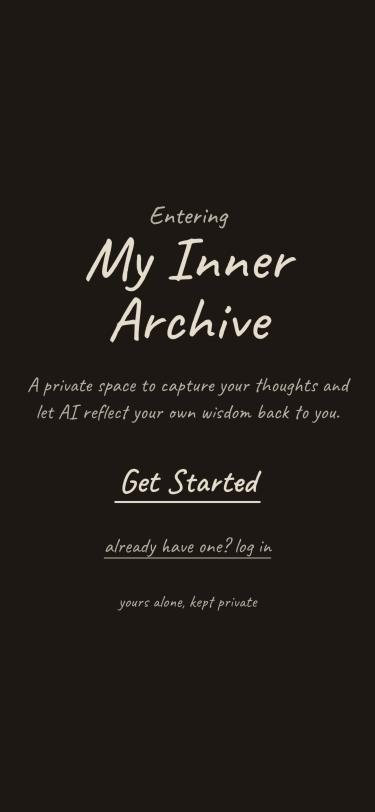 Entering
My Inner
Archive
A private space to capture your thoughts and
let AI reflect your own wisdom back to you.
Get Started
already have one? log in
yours alone, kept private